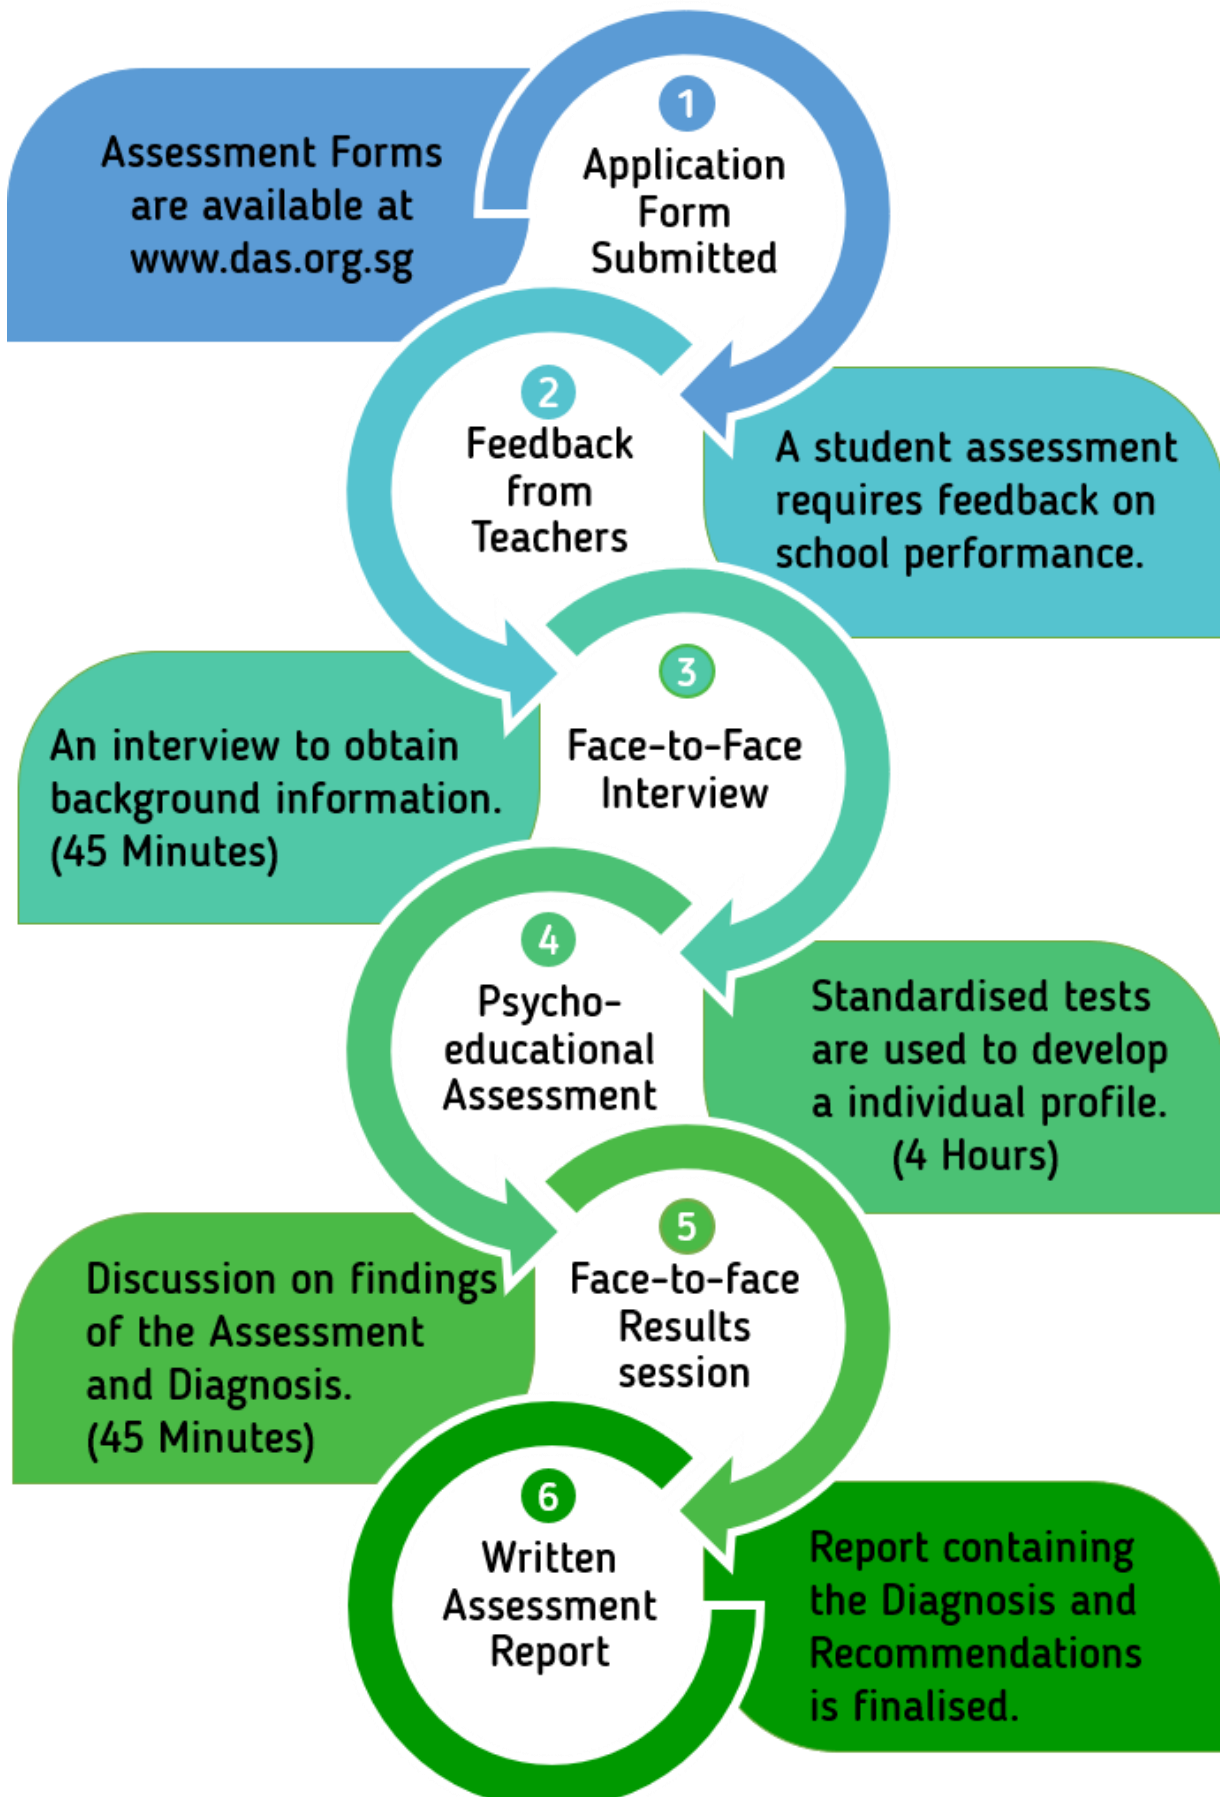 1
Application
Form
Submitted
Assessment Forms
are available at
www.das.org.sg
2
Feedback
from
Teachers
A student assessment
requires feedback on
school performance.
3
Face-to-Face
Interview
An interview to obtain
background information.
(45 Minutes)
4
Psycho-
educational
Assessment
Standardised tests
are used to develop
a individual profile.
(4 Hours)
5
Face-to-face
Results
session
Discussion on findings
of the Assessment
and Diagnosis.
(45 Minutes)
6
Written
Assessment
Report
Report containing
the Diagnosis and
Recommendations
is finalised.